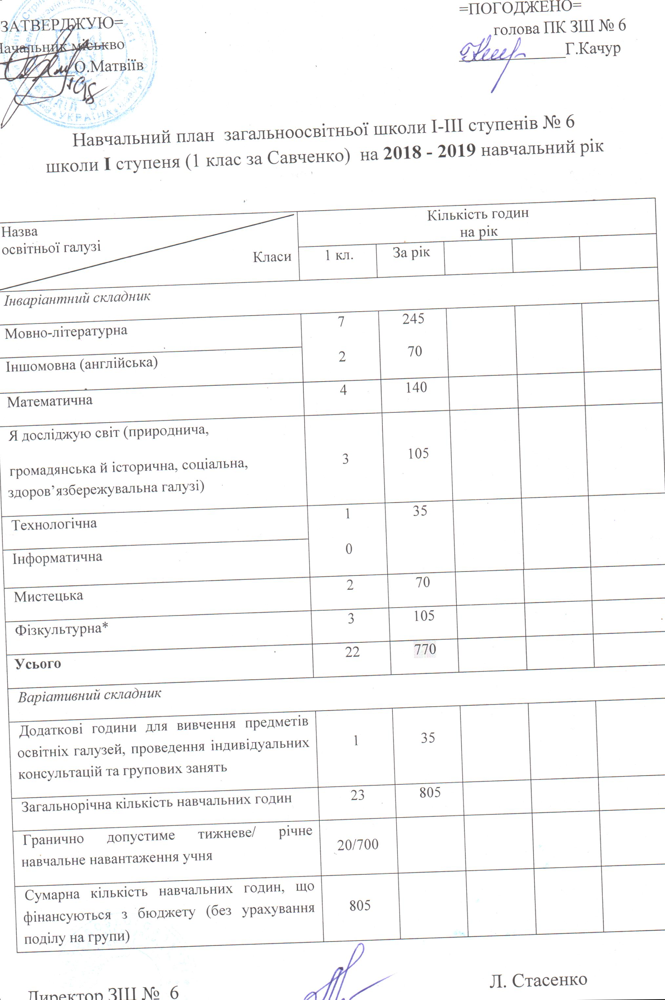 ЗАТВЕРДЖУЮ=
Начальник міськво
О.Матвіїв
=ПОГОДЖЕНО=
голова ПК ЗШ № 6
Г.Качур
УКРАЇНА
Навчальний план загальноосвітньої школи І-ІІІ ступенів № 6
школи І ступеня (1 клас за Савченко) на 2018 - 2019 навчальний рік
Назва
освітньої галузі
Класи
Кількість годин
на рік
1 кл. За рік
Інваріантний складник
Мовно-літературна 7 245
Іншомовна (англійська) 2 70
Математична 4 140
Я досліджую світ (природнича,
громадянська й історична, соціальна,
здоров’язбережувальна галузі)
3 105
Технологічна 1 35
Інформатична 0
Мистецька 2 70
Фізкультурна* 3 105
Усього 22 770
Варіативний складник
Додаткові години для вивчення предметів
освітніх галузей, проведення індивідуальних
консультацій та групових занять
1 35
Загальнорічна кількість навчальних годин 23 805
Гранично допустиме тижневе/ річне
навчальне навантаження учня
20/700
Сумарна кількість навчальних годин, що
фінансуються з бюджету (без урахування
поділу на групи)
805
Директор ЗШ № 6
Л. Стасенко